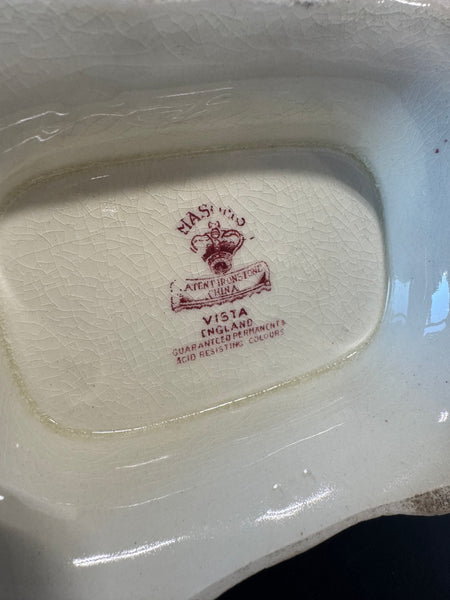 MASON'S
PATENT IRONSTONE
CHINA
VISTA
ENGLAND
GUARANTEED PERMANENT &
ACID RESISTING COLOURS